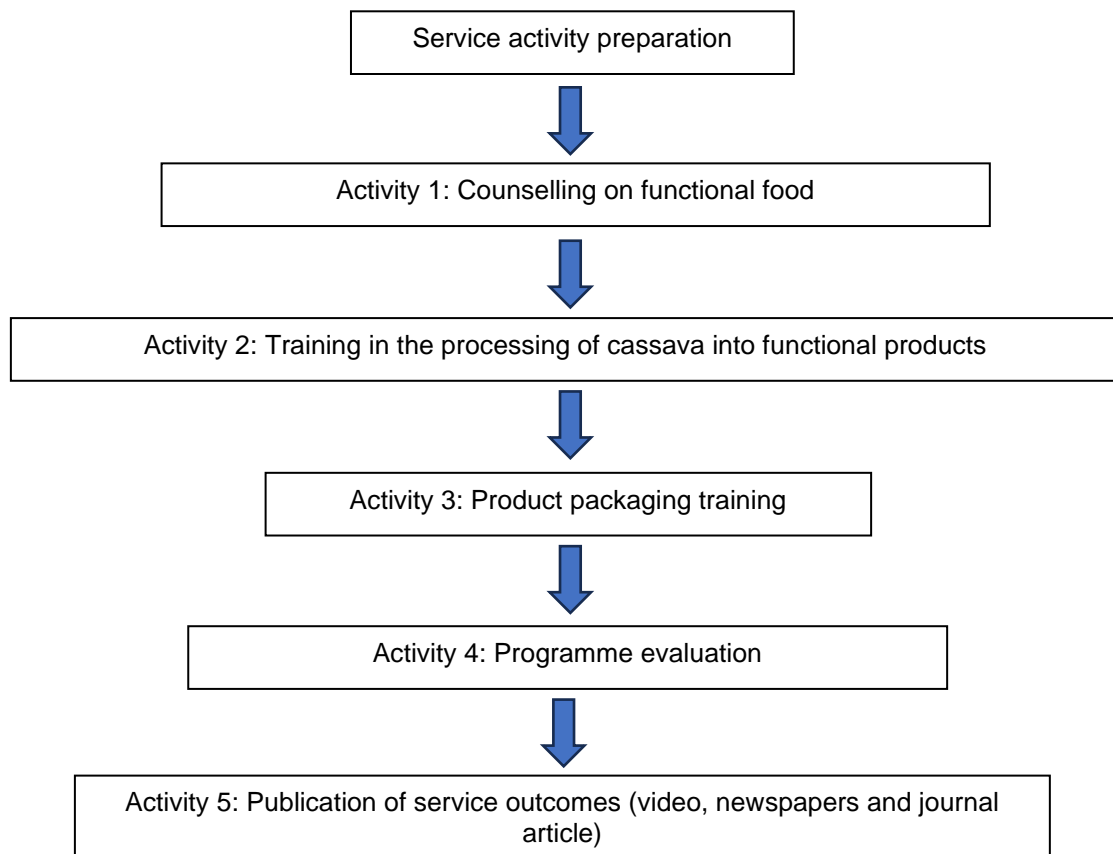 Service activity preparation
Activity 1: Counselling on functional food
Activity 2: Training in the processing of cassava into functional products
Activity 3: Product packaging training
Activity 4: Programme evaluation
Activity 5: Publication of service outcomes (video, newspapers and journal
article)